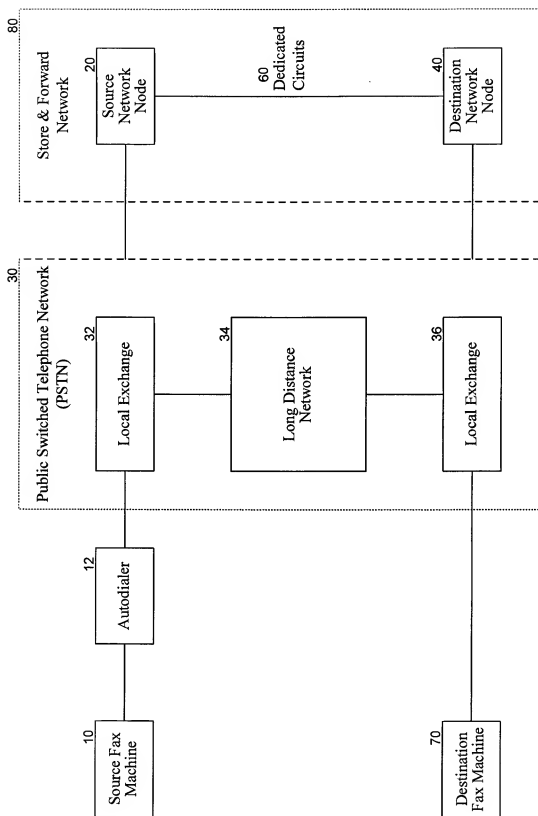 80
Store & Forward
Network
20
Source
Network
Node
60
Dedicated
Circuits
40
Destination
Network
Node
30
Public Switched Telephone Network
(PSTN)
32
Local Exchange
34
Long Distance
Network
36
Local Exchange
12
Autodialer
10
Source Fax
Machine
70
Destination
Fax Machine